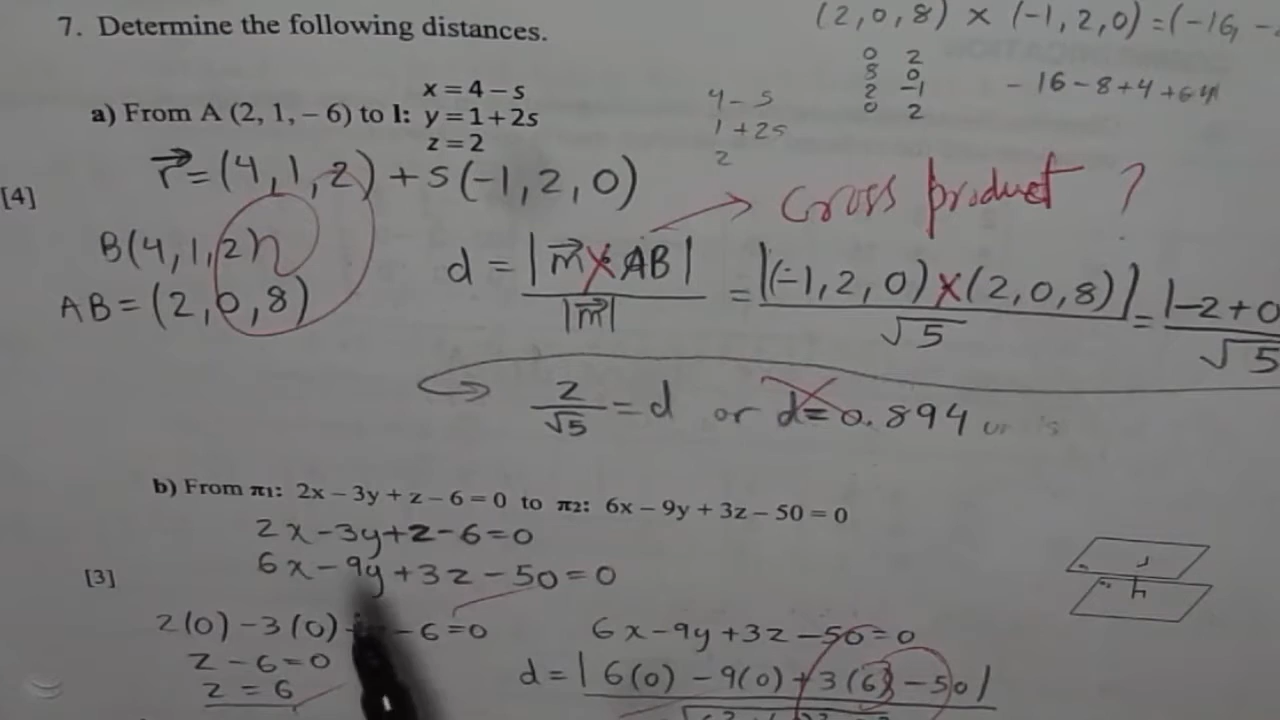 7. Determine the following distances.
(2,0,8) × (-1,2,0)=(-16, -
0 2
8 0
2 -1
0 2
- 16-8+4
x = 4 – s
a) From A (2, 1, – 6) to l: y = 1 + 2s
z = 2
4-s
1+2s
2
r⃗=(4,1,2)+s(-1,2,0)
[4]
cross product ?
B(4,1,2)
AB=(2,0,8)
d = |m⃗×AB| / |m⃗| = |(-1,2,0)×(2,0,8)| / √5 = |-2+0 / √5
2/√5 = d or d=0.894
b) From π1: 2x – 3y + z – 6 = 0 to π2: 6x – 9y + 3z – 50 = 0
2x-3y+z-6=0
6x-9y+3z-50=0
[3]
2(0)-3(0) -6=0
6x-9y+3z-50=0
z-6=0
z=6
d=| 6(0) -9(0)+3(6) -50|